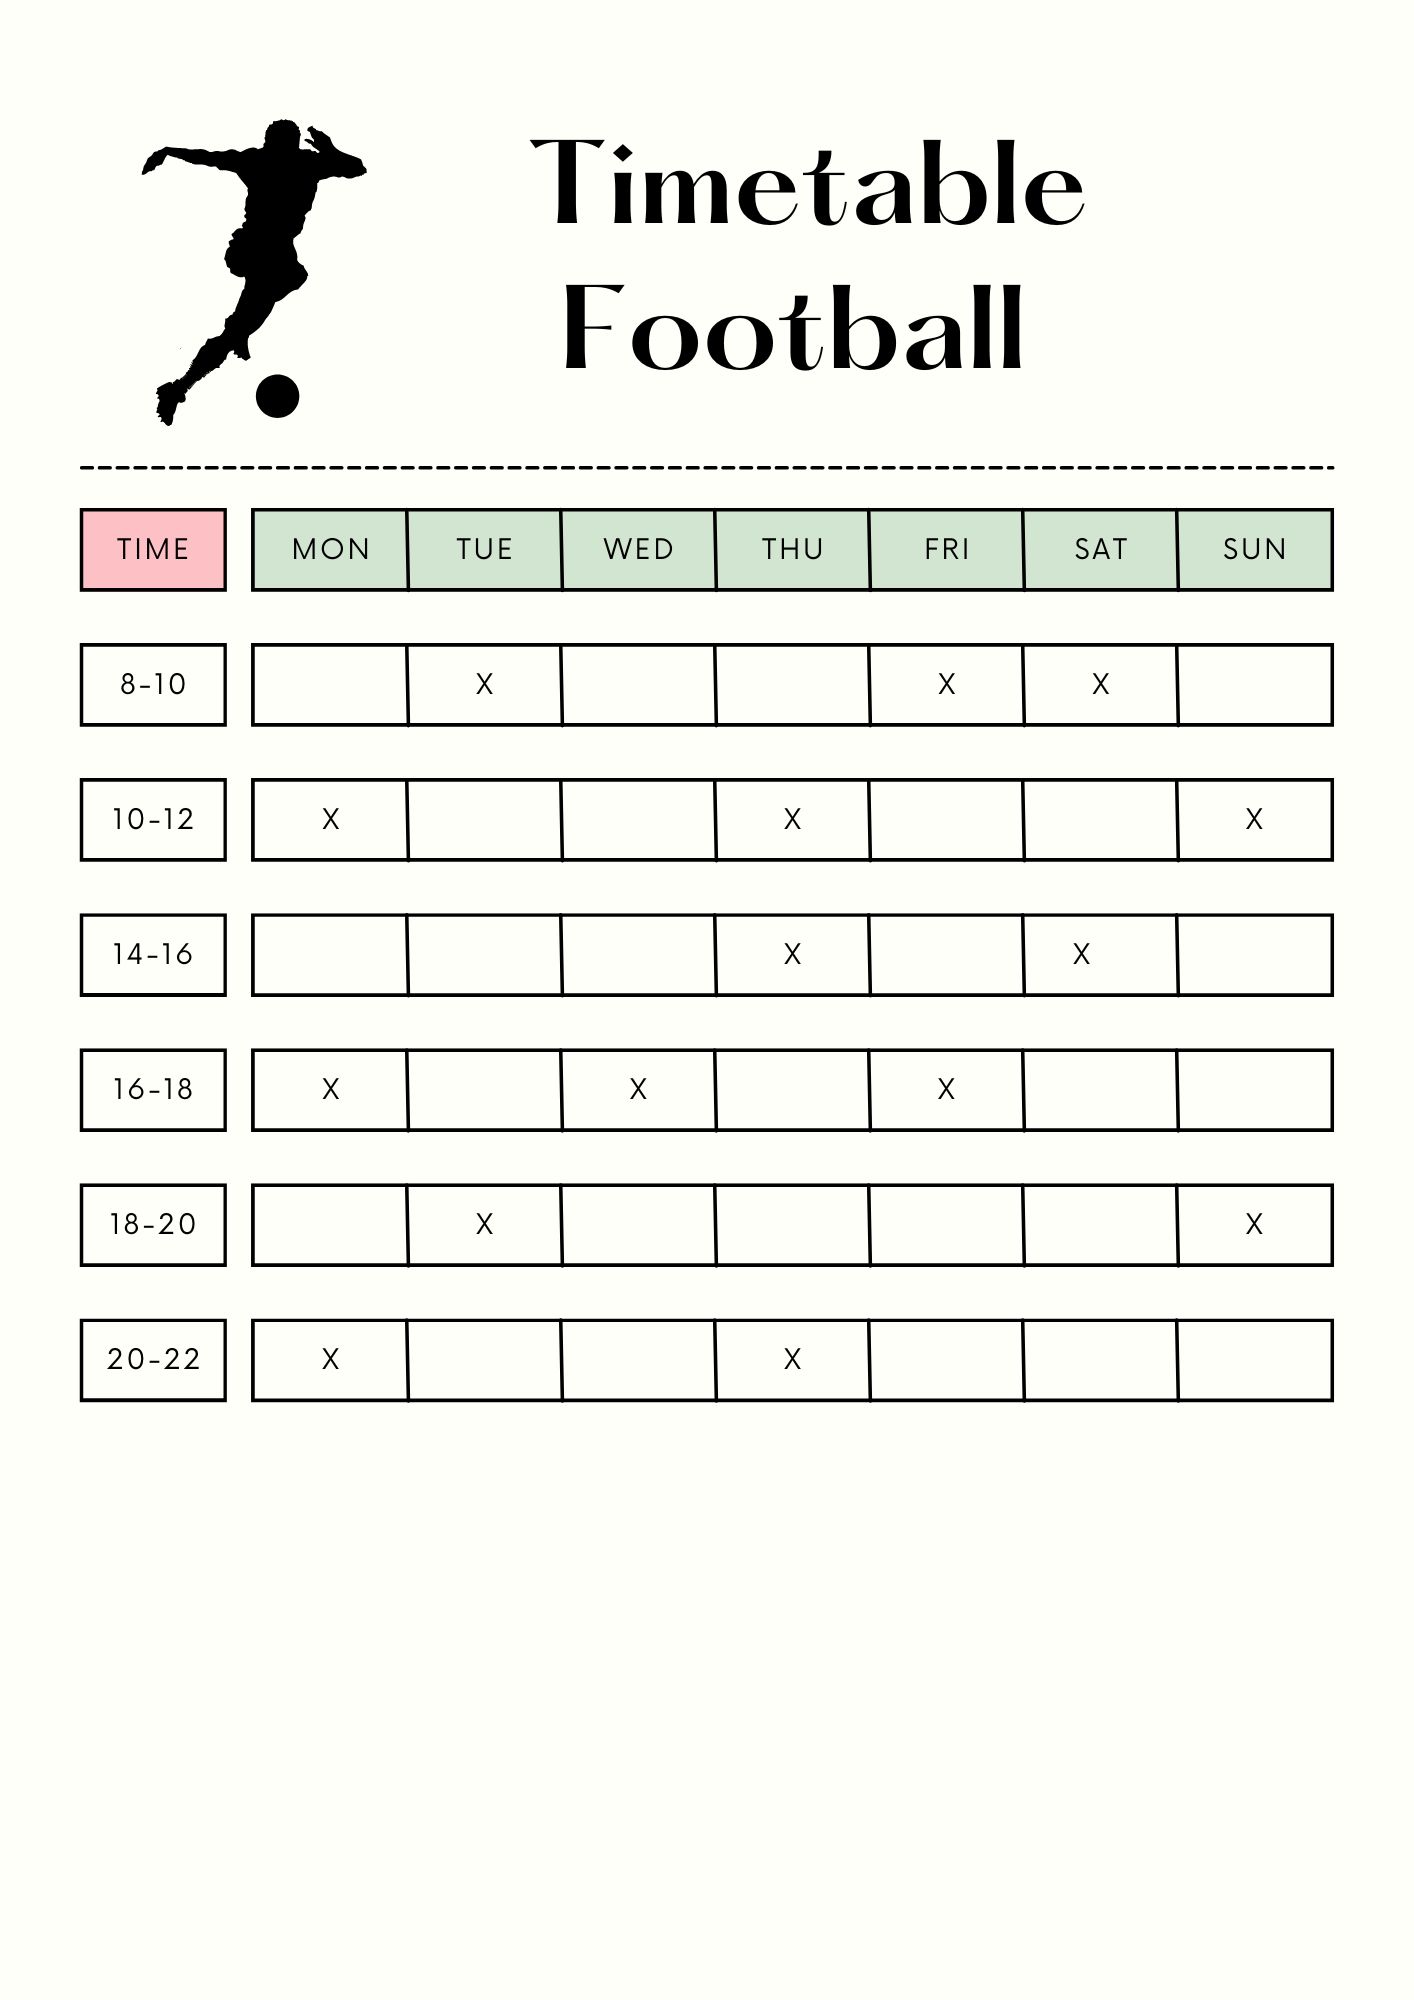 Timetable
Football
TIME MON TUE WED THU FRI SAT SUN
8-10 X X X
10-12 X X X
14-16 X X
16-18 X X X
18-20 X X
20-22 X X